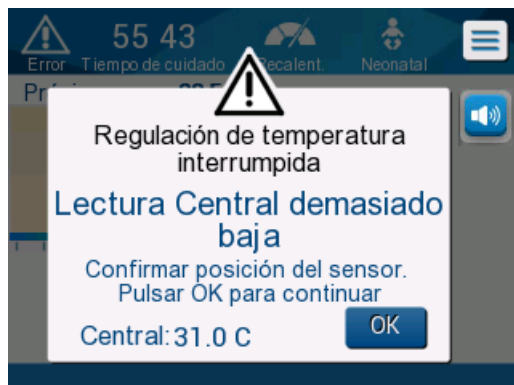 55 43
Error Tiempo de cuidado Recalent. Neonatal
Regulación de temperatura
interrumpida
Lectura Central demasiado
baja
Confirmar posición del sensor.
Pulsar OK para continuar
Central: 31.0 C
OK